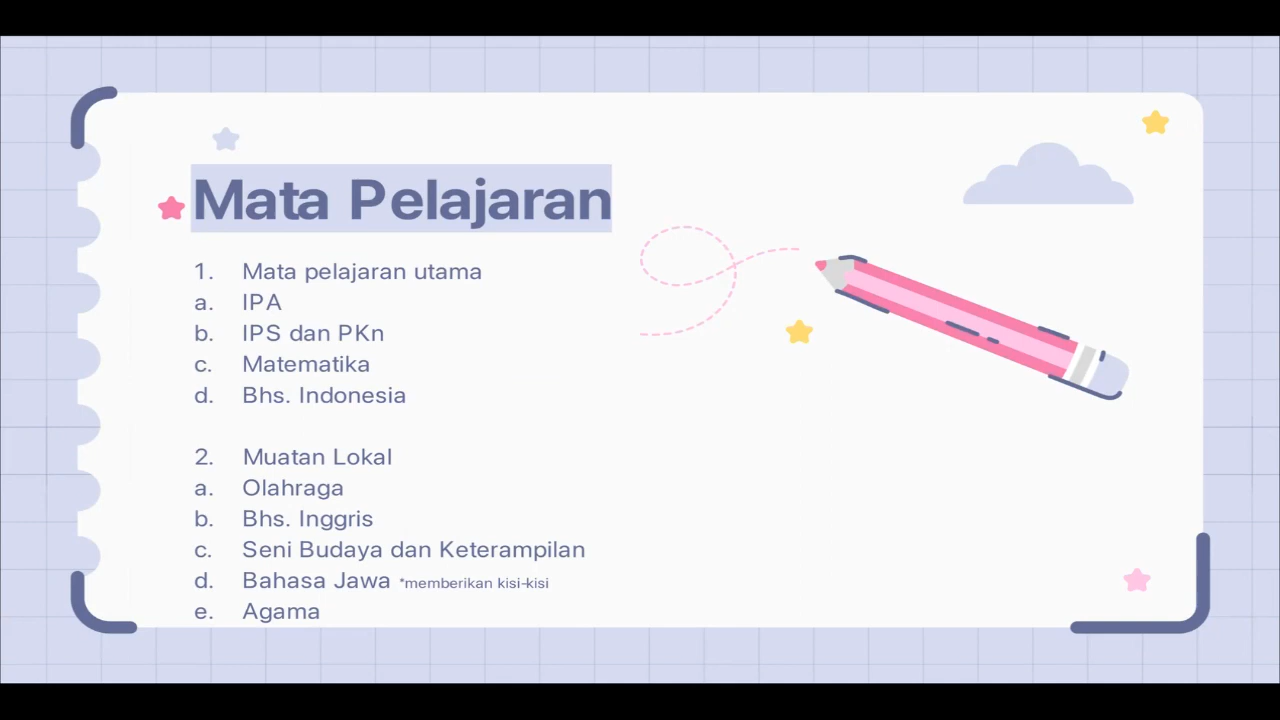 Mata Pelajaran
1. Mata pelajaran utama
a. IPA
b. IPS dan PKn
c. Matematika
d. Bhs. Indonesia
2. Muatan Lokal
a. Olahraga
b. Bhs. Inggris
c. Seni Budaya dan Keterampilan
d. Bahasa Jawa *memberikan kisi-kisi
e. Agama